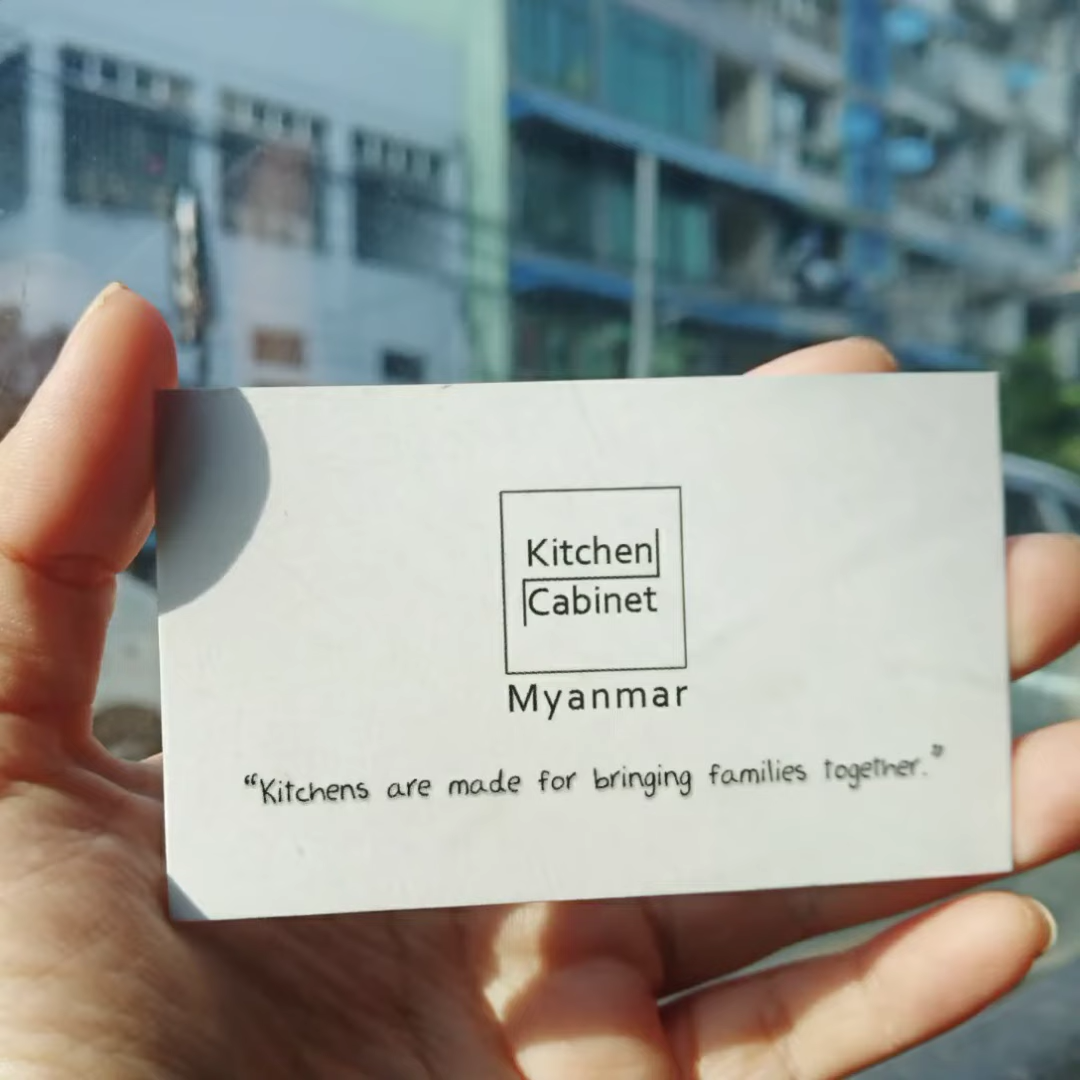 Kitchen
Cabinet
Myanmar
“Kitchens are made for bringing families together.”